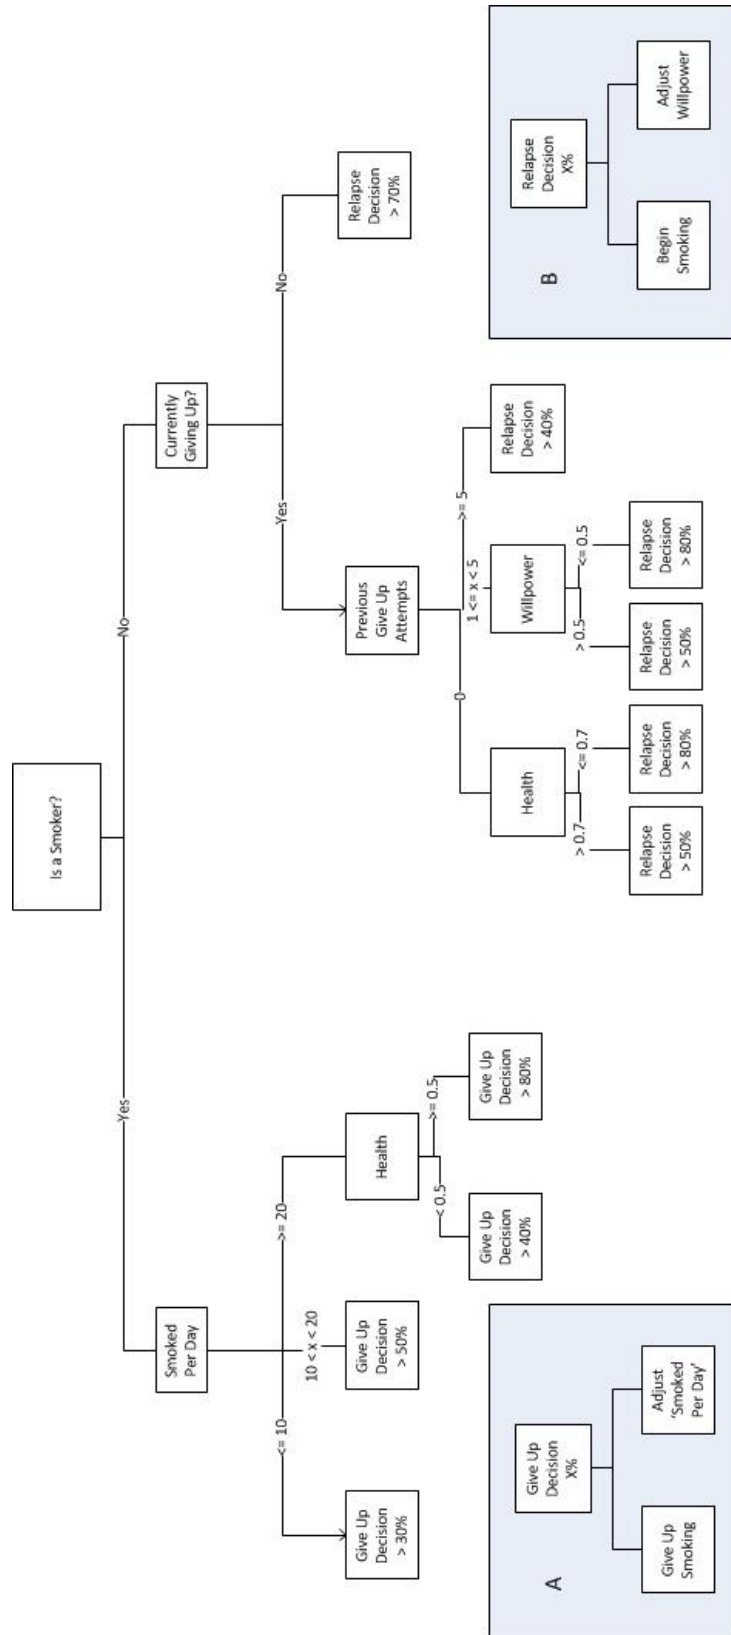 Is a Smoker?
Yes
No
Smoked
Per Day
Currently
Giving Up?
<= 10
10 < x < 20
>= 20
Yes
No
Give Up
Decision
> 30%
Give Up
Decision
> 50%
Health
Previous
Give Up
Attempts
Relapse
Decision
> 70%
< 0.5
>= 0.5
0
1 <= x < 5
>= 5
Give Up
Decision
> 40%
Give Up
Decision
> 80%
Health
Willpower
Relapse
Decision
> 40%
> 0.7
<= 0.7
> 0.5
<= 0.5
Relapse
Decision
> 50%
Relapse
Decision
> 80%
Relapse
Decision
> 50%
Relapse
Decision
> 80%
A
Give Up
Decision
X%
Give Up
Smoking
Adjust
'Smoked
Per Day'
B
Relapse
Decision
X%
Begin
Smoking
Adjust
Willpower